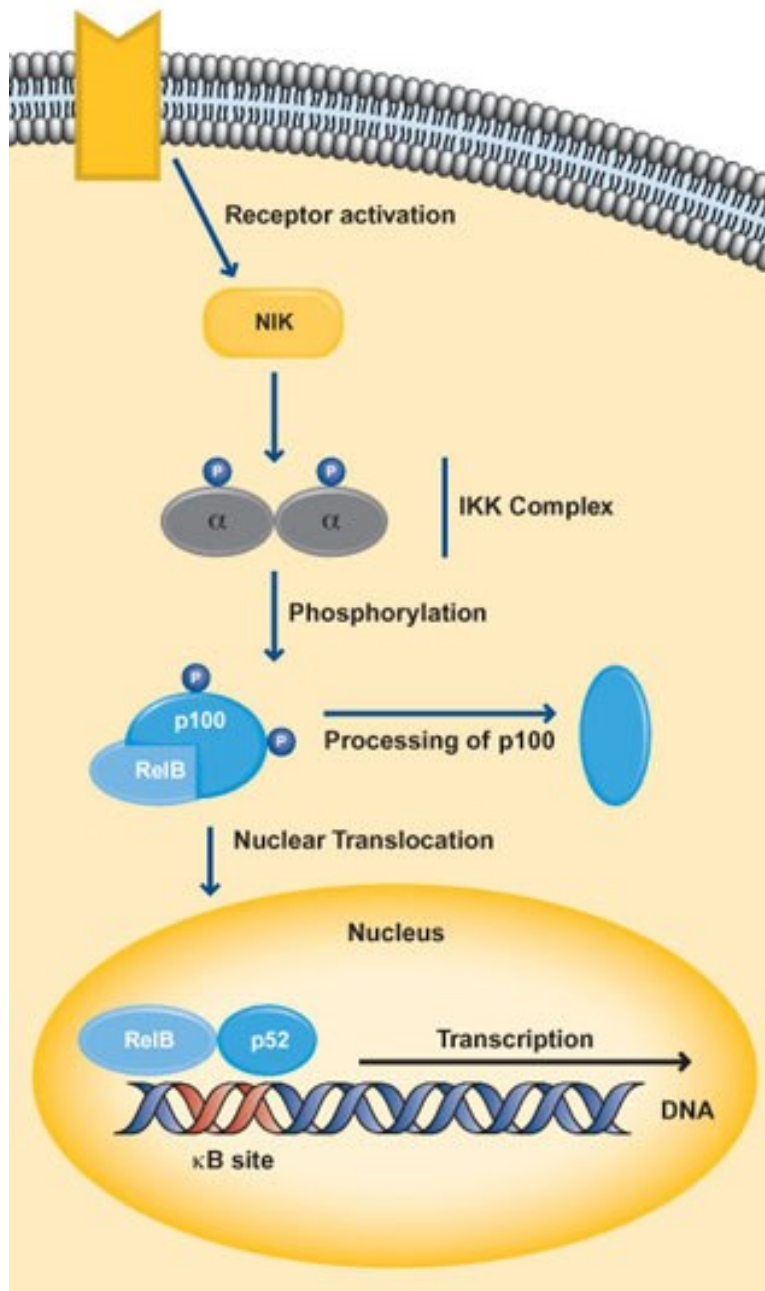 Receptor activation
NIK
P P
α α
IKK Complex
Phosphorylation
P
p100
P
RelB
Processing of p100
Nuclear Translocation
Nucleus
RelB p52
Transcription
DNA
κB site